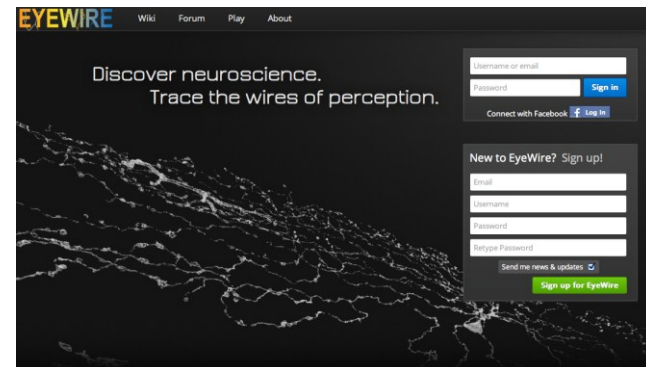 EYEWIRE Wiki Forum Play About
Discover neuroscience.
Trace the wires of perception.
Username or email
Password Sign in
Connect with Facebook f Log In
New to EyeWire? Sign up!
Email
Username
Password
Retype Password
Send me news & updates
Sign up for EyeWire